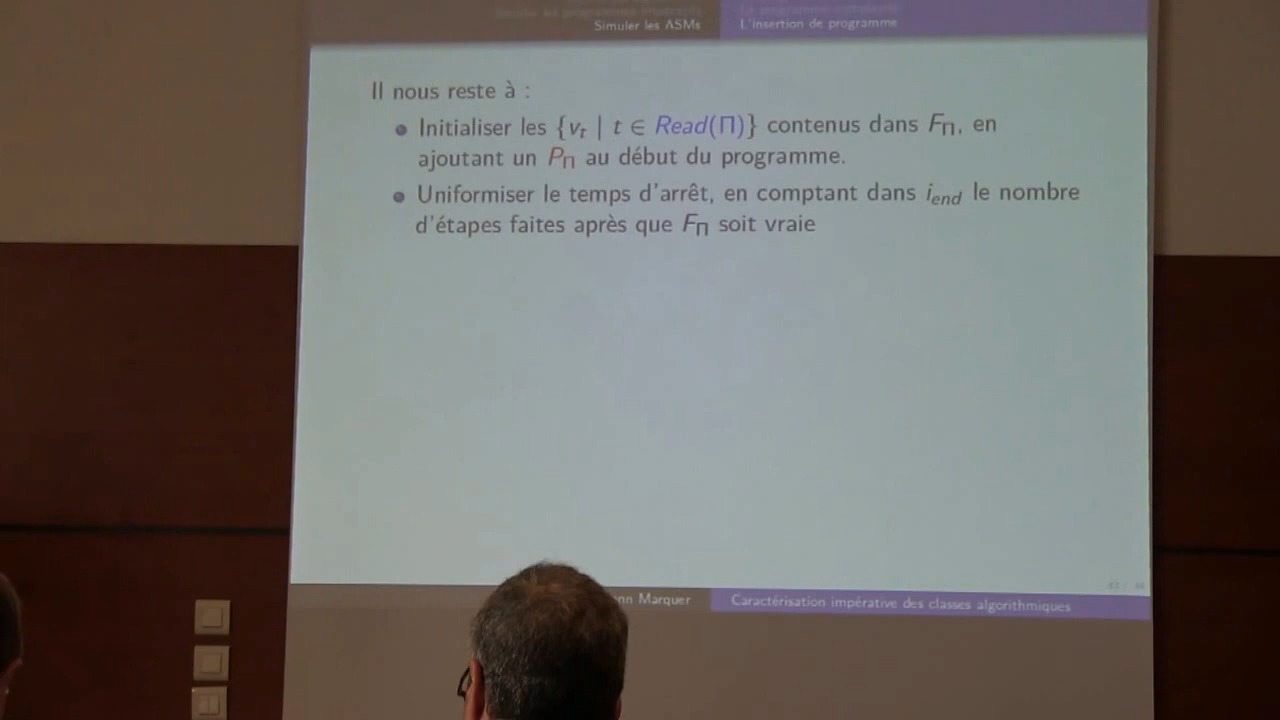 Simuler les ASMs
L'insertion de programme
Il nous reste à :
Initialiser les {v_t | t ∈ Read(Π)} contenus dans F_Π, en
ajoutant un P_Π au début du programme.
Uniformiser le temps d'arrêt, en comptant dans i_end le nombre
d'étapes faites après que F_Π soit vraie
Marquer
Caractérisation impérative des classes algorithmiques